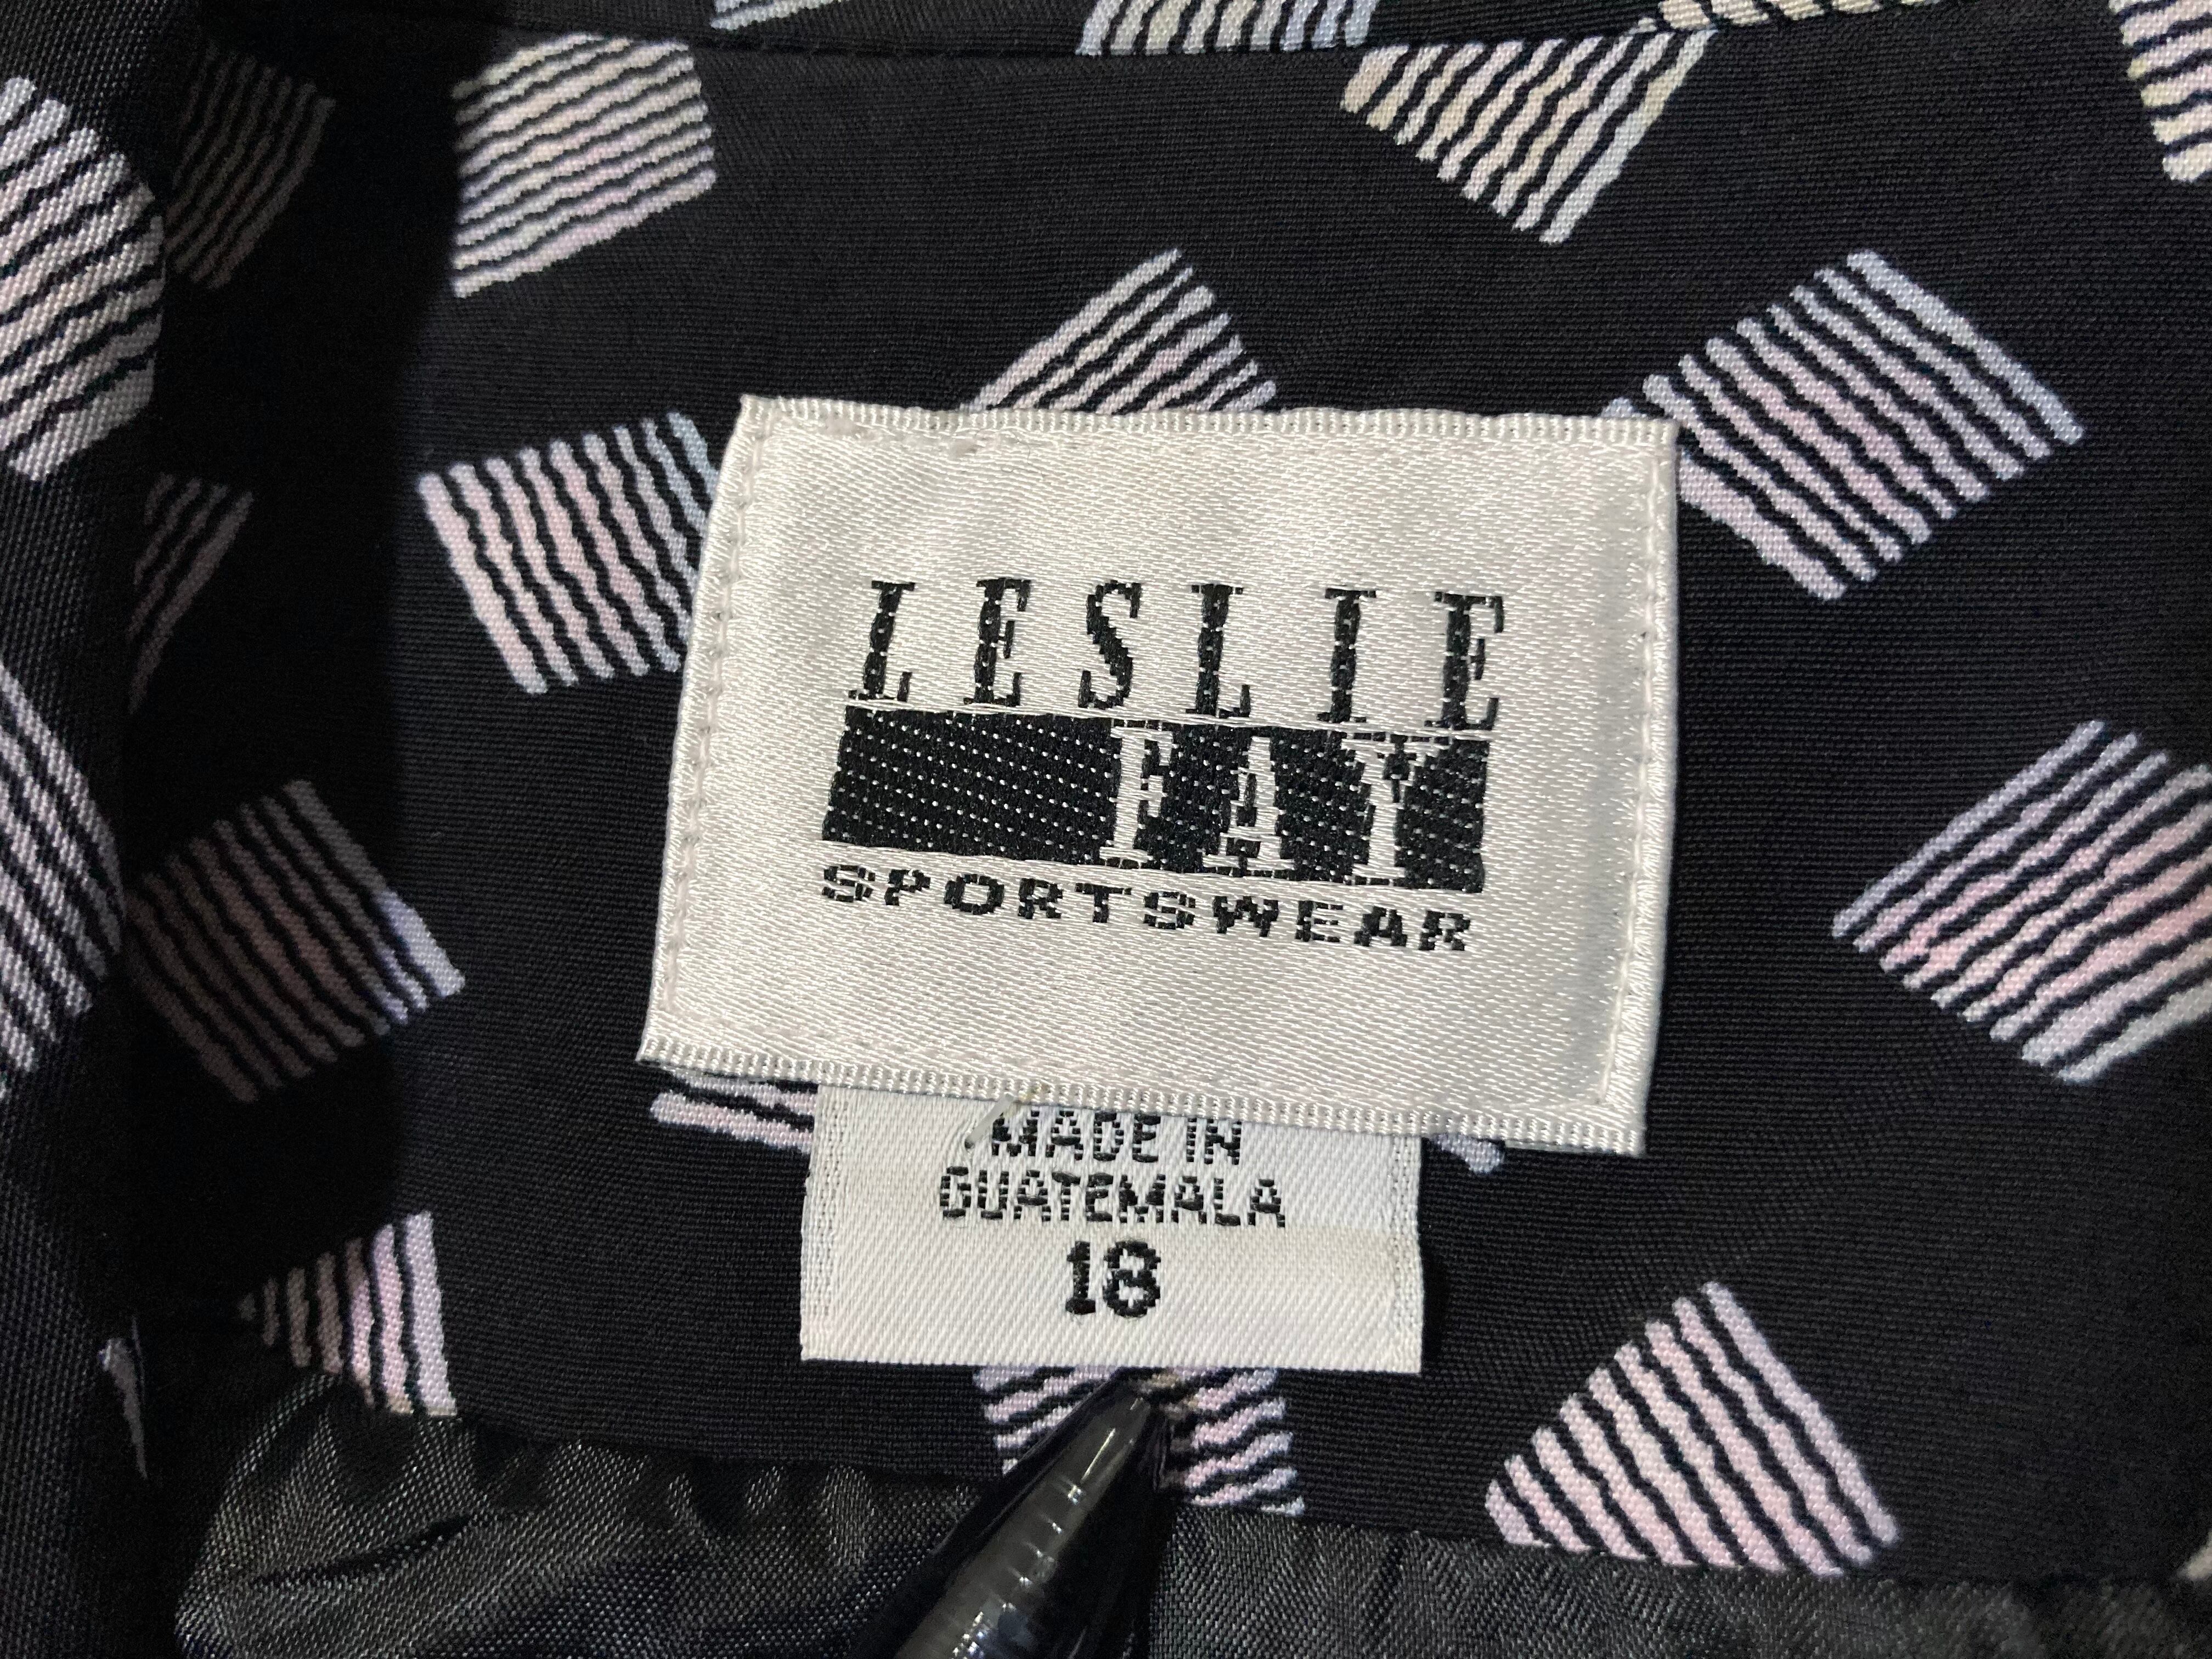 LESLIE
FAY
SPORTSWEAR
MADE IN
GUATEMALA
18